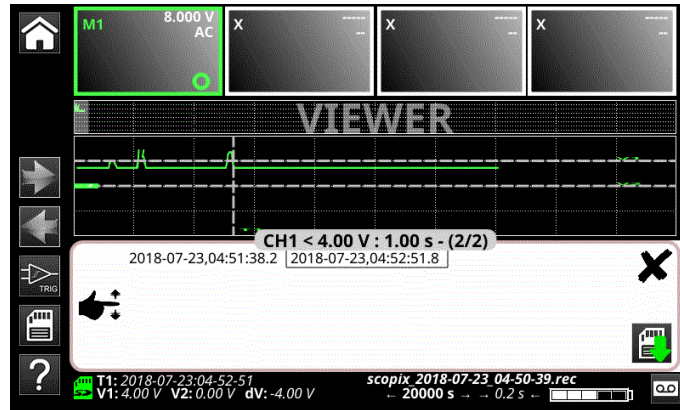 M1 8.000 V
AC
X -----
--
X -----
--
X -----
--
VIEWER
CH1 < 4.00 V : 1.00 s - (2/2)
2018-07-23,04:51:38.2 2018-07-23,04:52:51.8
TRIG
?
T1: 2018-07-23:04-52-51 scopix_2018-07-23_04-50-39.rec
V1: 4.00 V V2: 0.00 V dV: -4.00 V ← 20000 s → → 0.2 s ←